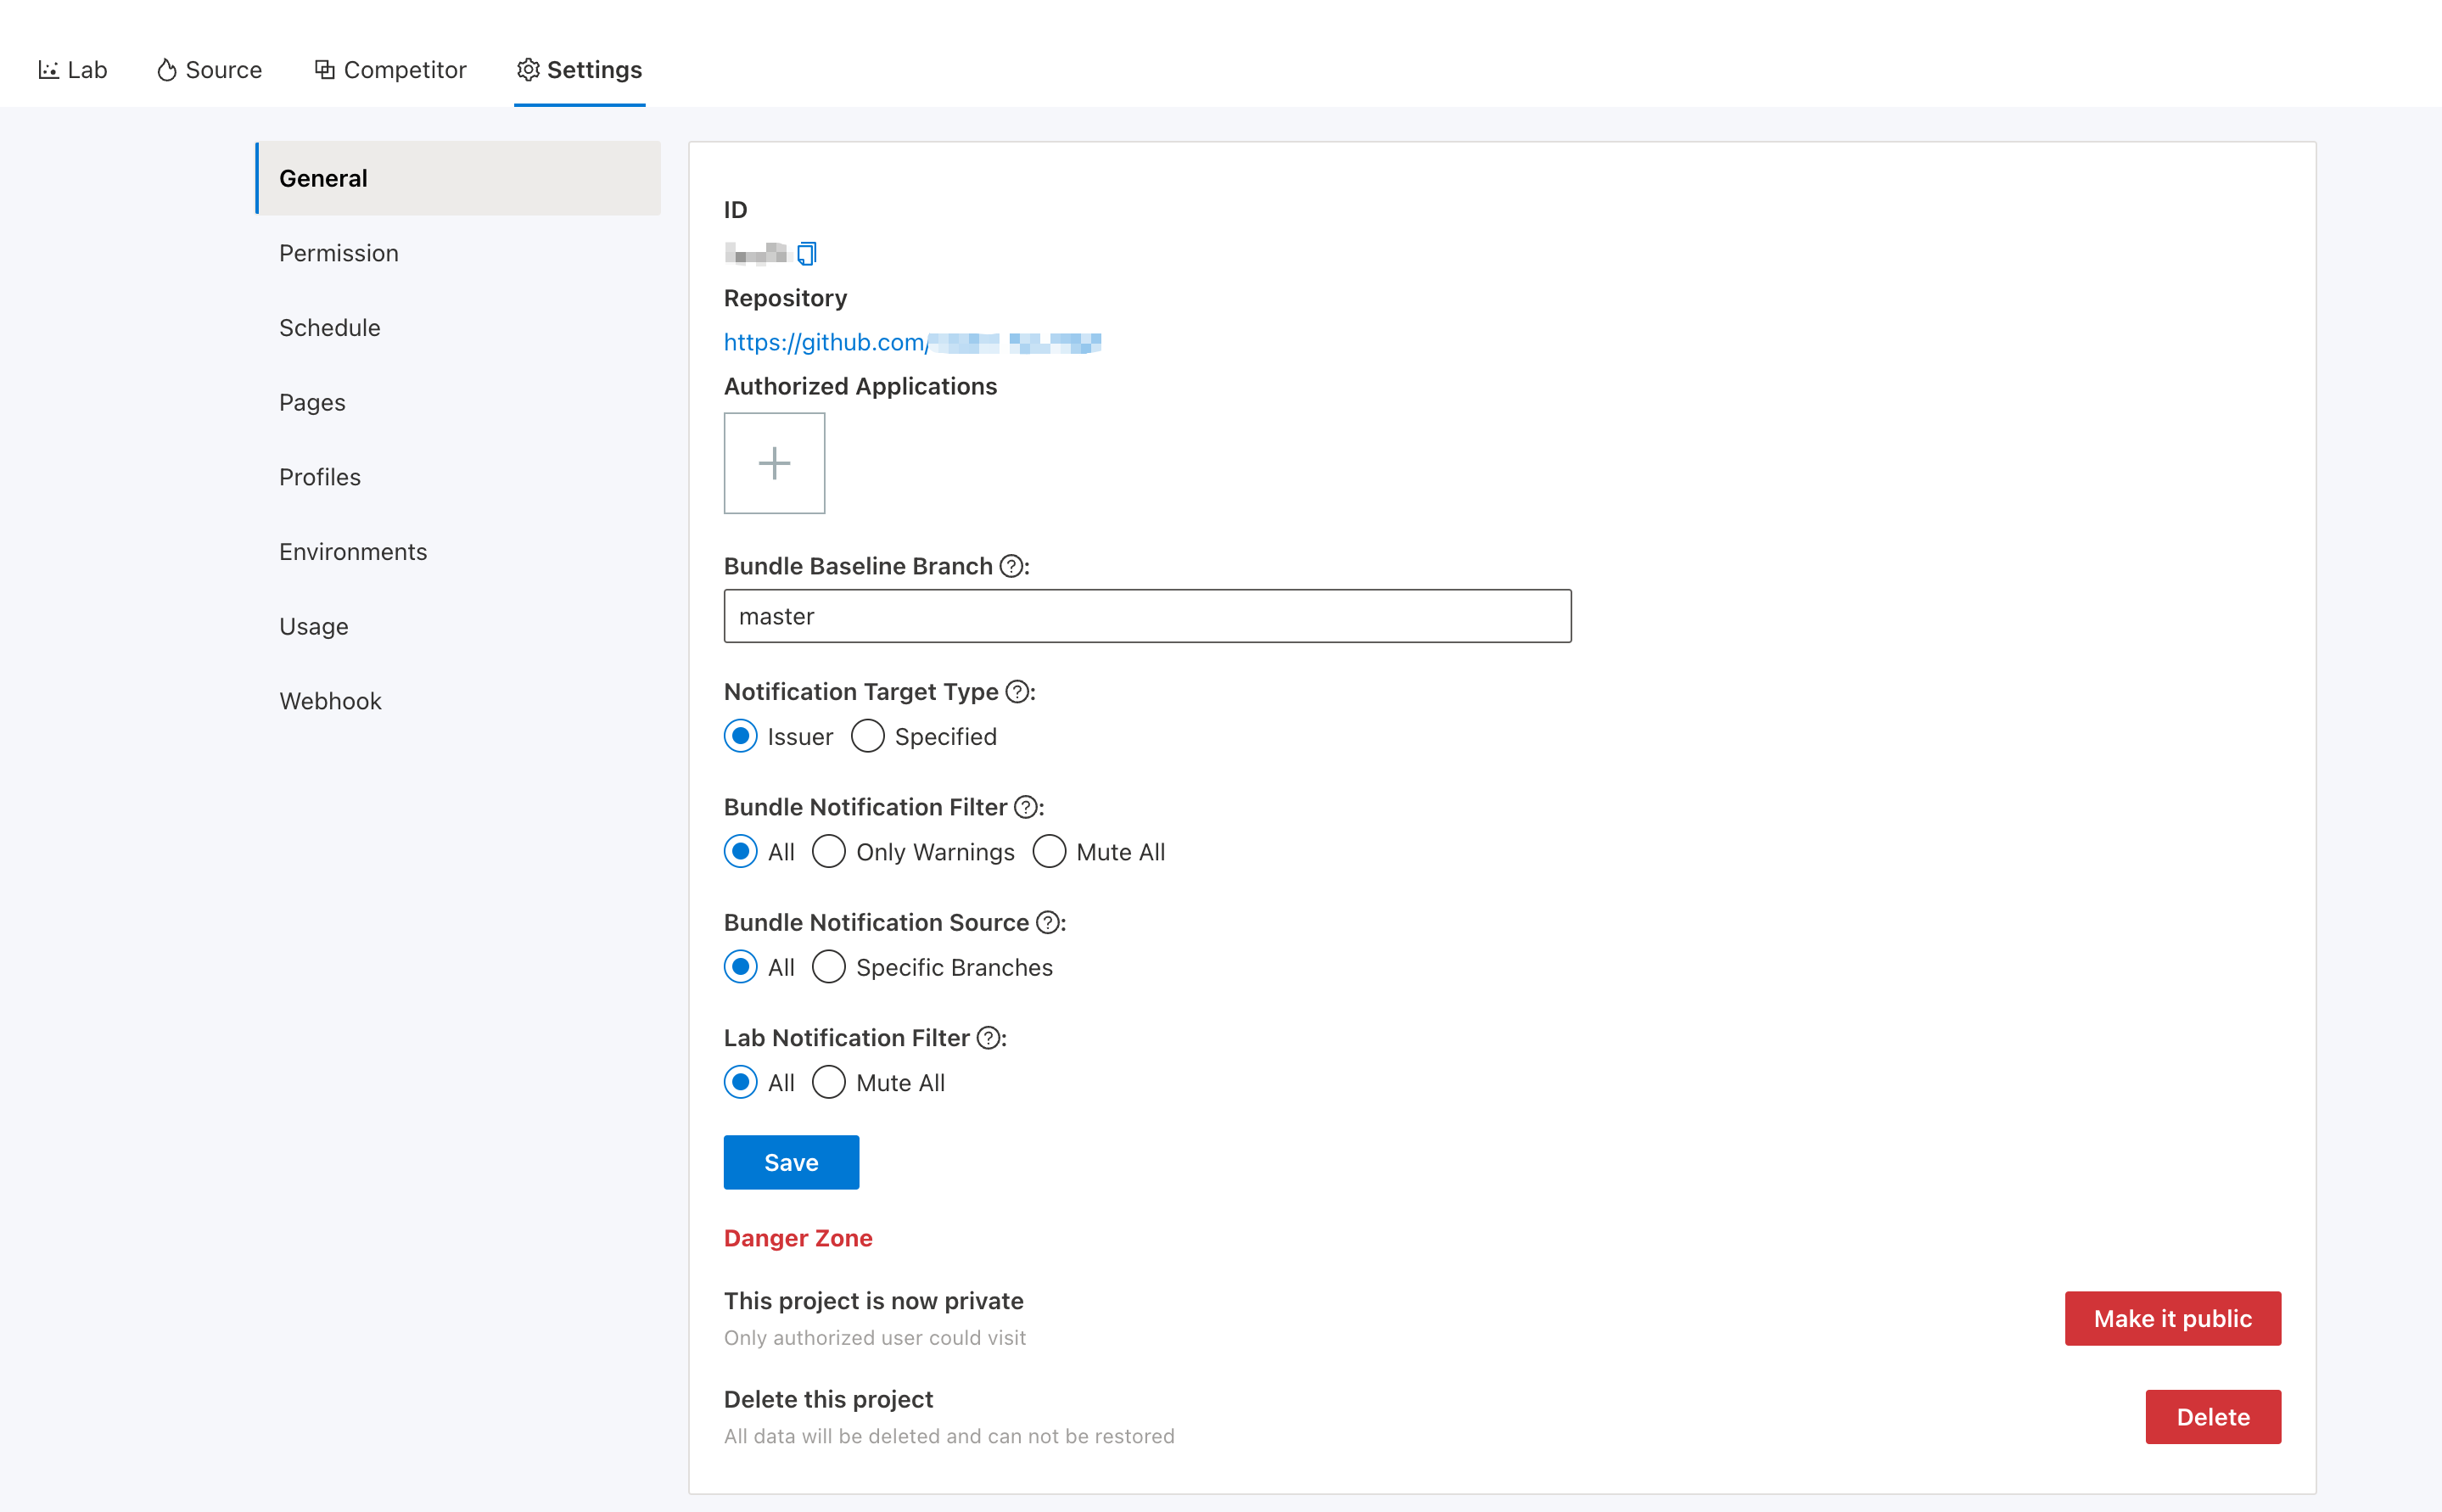 Lab Source Competitor Settings
General
Permission
Schedule
Pages
Profiles
Environments
Usage
Webhook
ID
Repository
https://github.com/
Authorized Applications
Bundle Baseline Branch ?:
master
Notification Target Type ?:
Issuer Specified
Bundle Notification Filter ?:
All Only Warnings Mute All
Bundle Notification Source ?:
All Specific Branches
Lab Notification Filter ?:
All Mute All
Save
Danger Zone
This project is now private
Only authorized user could visit
Make it public
Delete this project
All data will be deleted and can not be restored
Delete